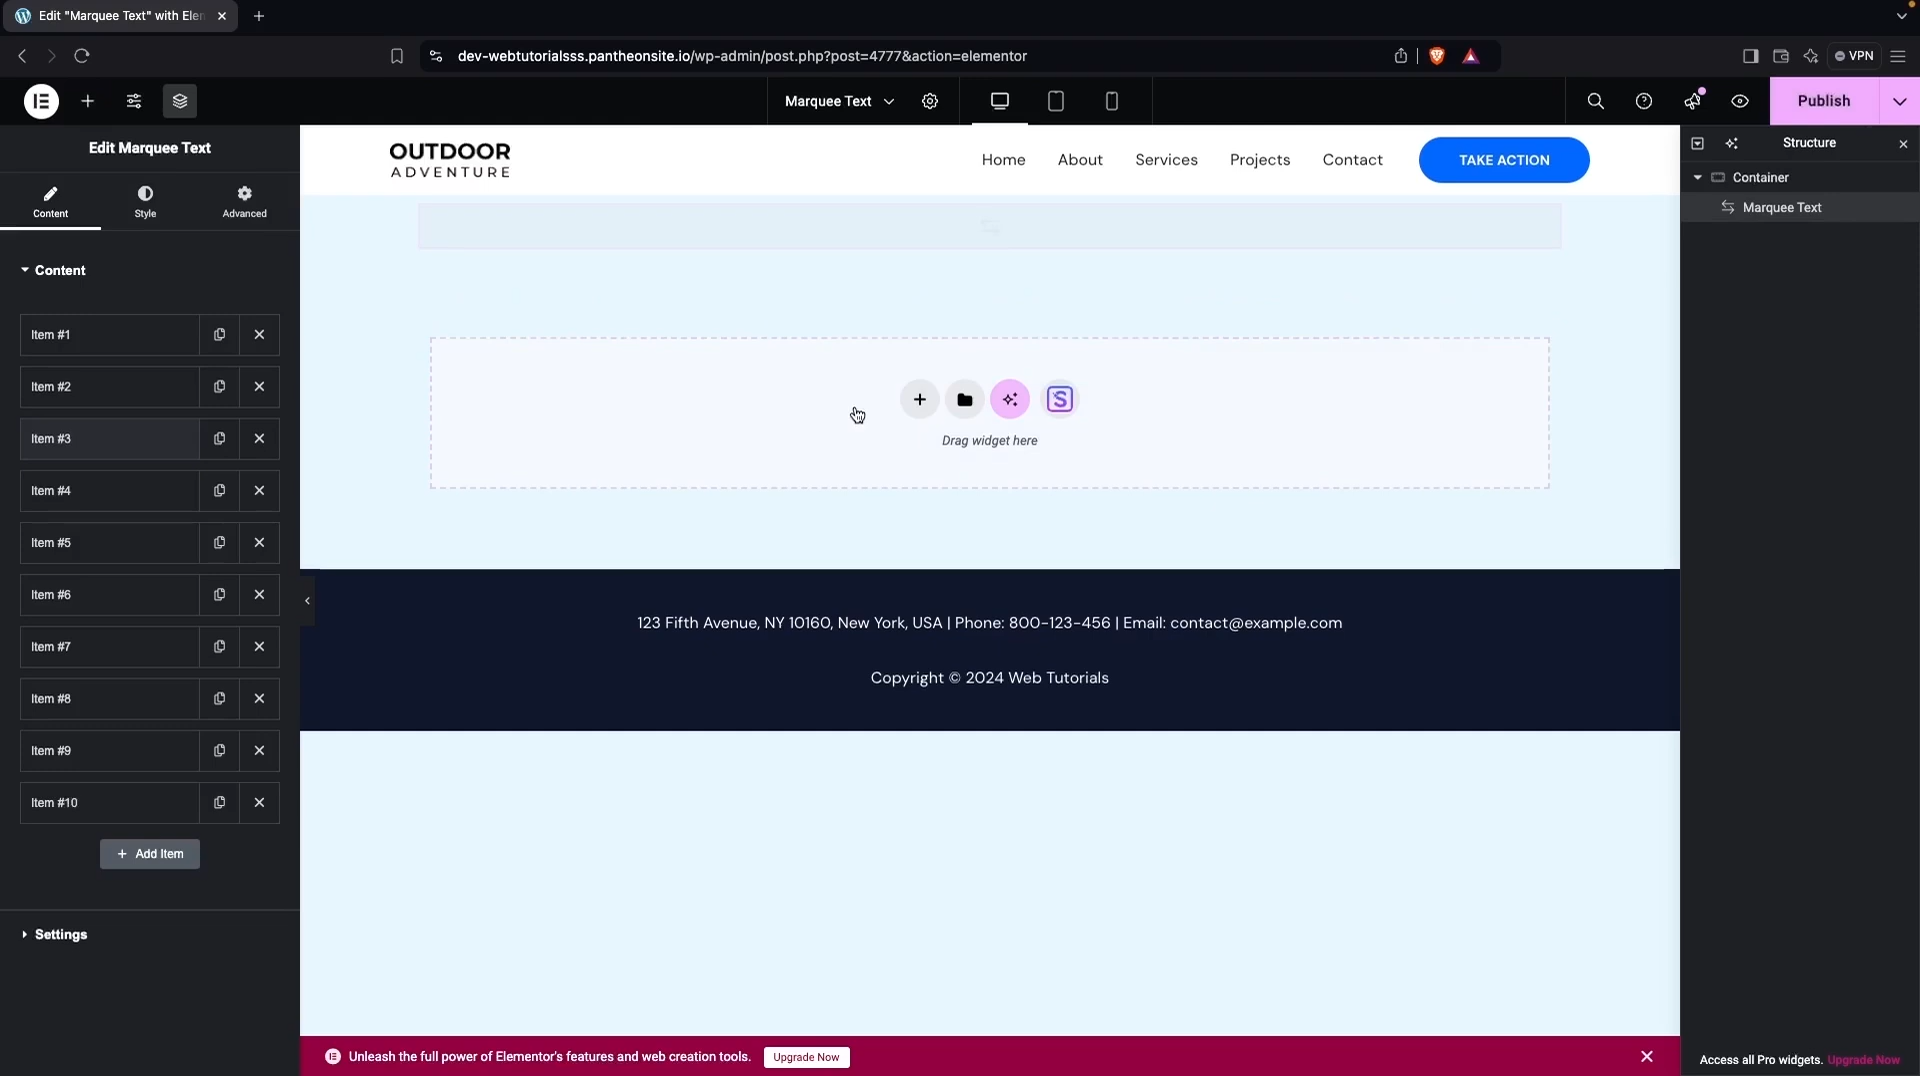 Edit "Marquee Text" with Elem
dev-webtutorialsss.pantheonsite.io/wp-admin/post.php?post=4777&action=elementor
VPN
Marquee Text
Publish
Edit Marquee Text
Content
Style
Advanced
Content
Item #1
Item #2
Item #3
Item #4
Item #5
Item #6
Item #7
Item #8
Item #9
Item #10
+ Add Item
Settings
OUTDOOR
ADVENTURE
Home
About
Services
Projects
Contact
TAKE ACTION
Drag widget here
123 Fifth Avenue, NY 10160, New York, USA | Phone: 800-123-456 | Email: contact@example.com
Copyright © 2024 Web Tutorials
Unleash the full power of Elementor's features and web creation tools.
Upgrade Now
Structure
Container
Marquee Text
Access all Pro widgets. Upgrade Now